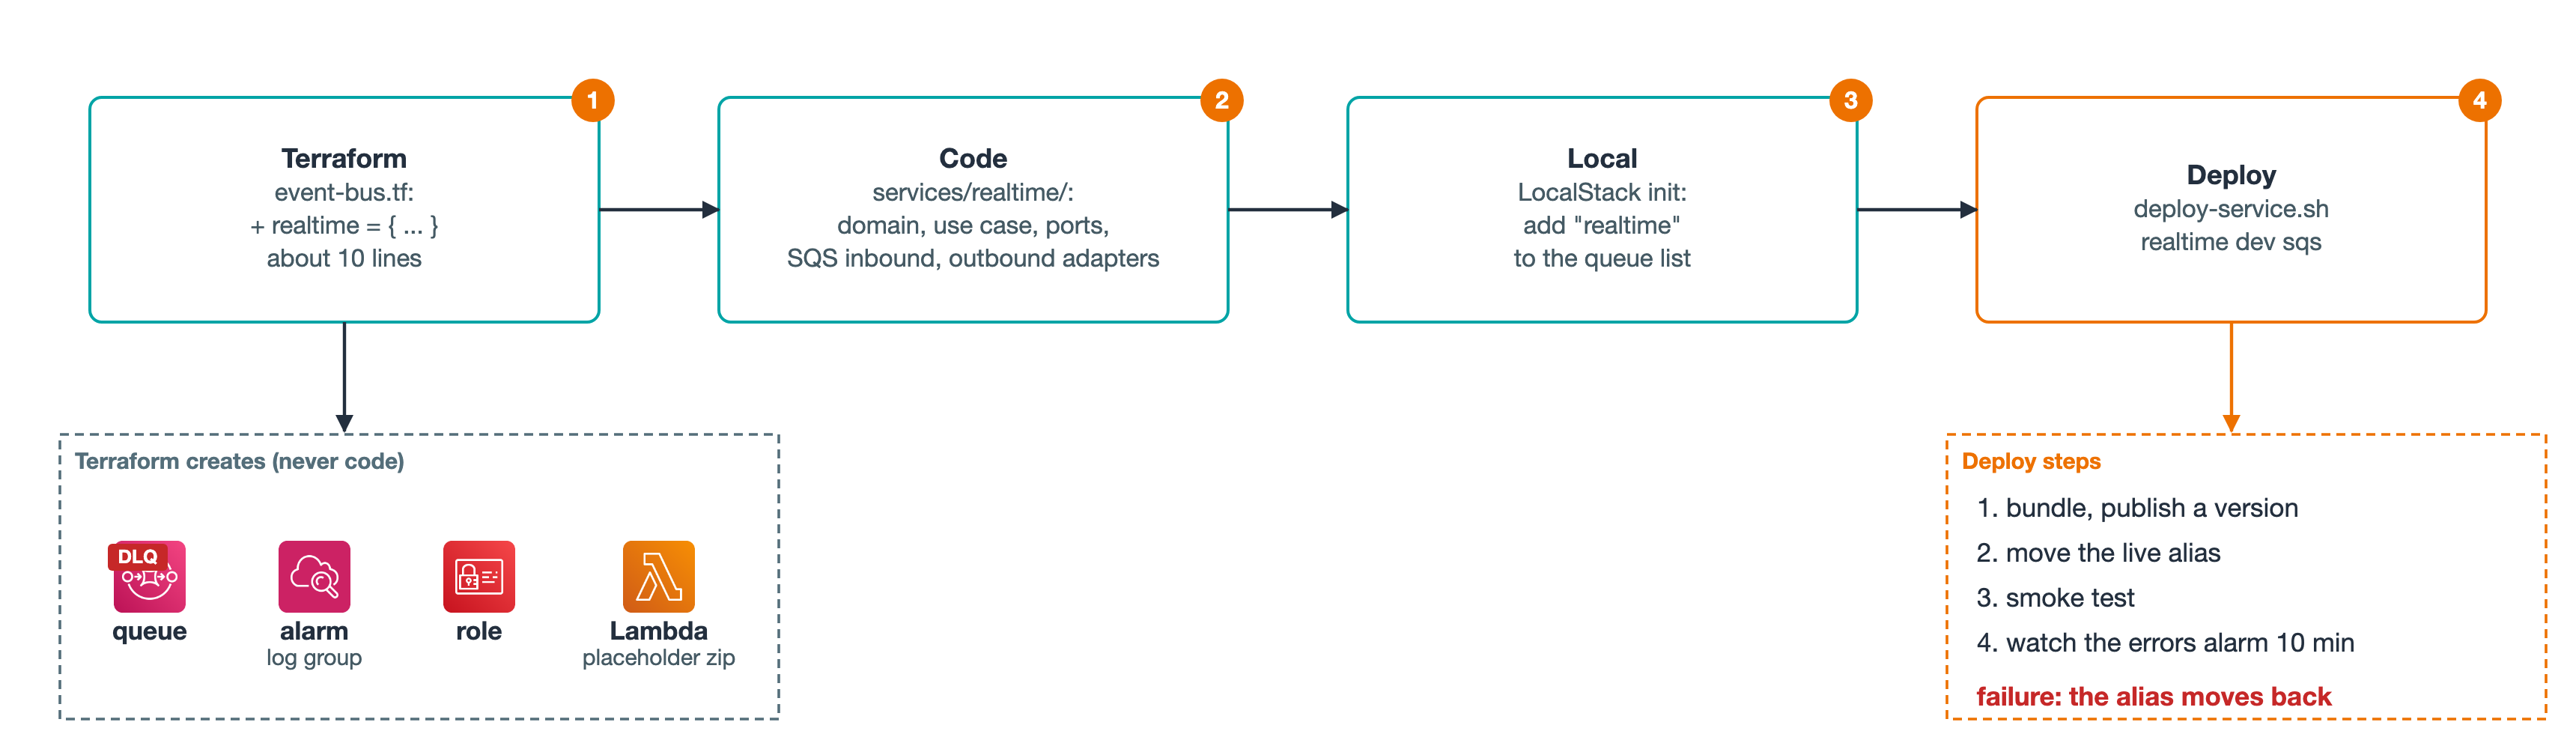 1
Terraform
event-bus.tf:
+ realtime = { ... }
about 10 lines
2
Code
services/realtime/:
domain, use case, ports,
SQS inbound, outbound adapters
3
Local
LocalStack init:
add "realtime"
to the queue list
4
Deploy
deploy-service.sh
realtime dev sqs
Terraform creates (never code)
DLQ
queue
alarm
log group
role
Lambda
placeholder zip
Deploy steps
1. bundle, publish a version
2. move the live alias
3. smoke test
4. watch the errors alarm 10 min
failure: the alias moves back